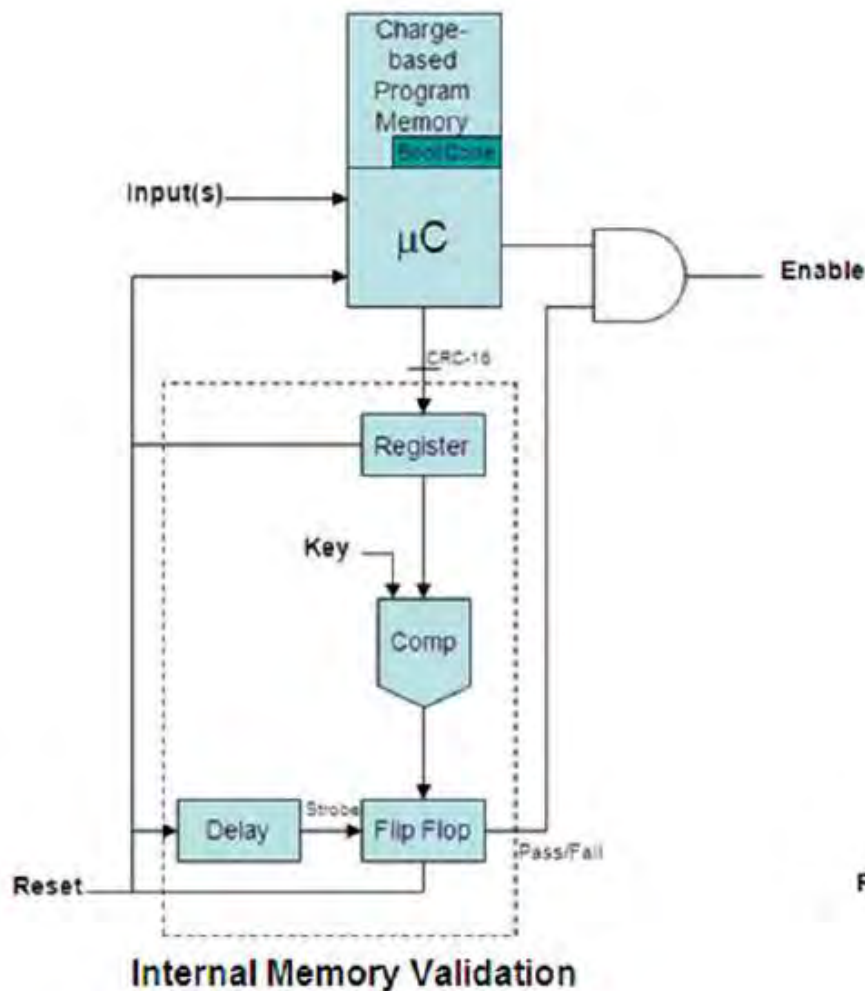 Charge-
based
Program
Memory
Boot Code
Input(s)
μC
Enable
CRC-16
Register
Key
Comp
Delay
Strobe
Flip Flop
Pass/Fail
Reset
Internal Memory Validation